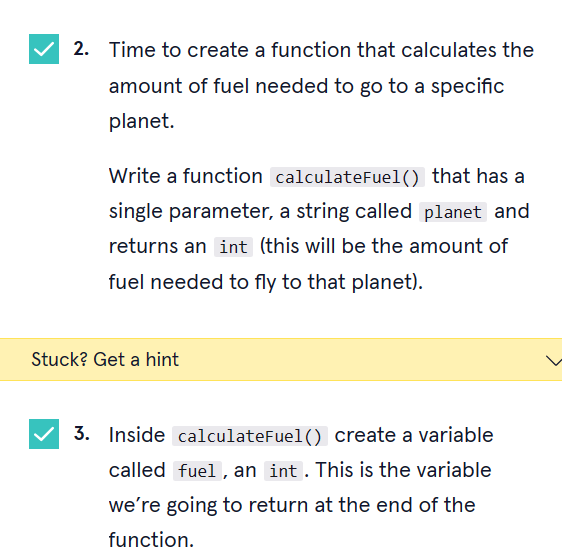 2. Time to create a function that calculates the
amount of fuel needed to go to a specific
planet.
Write a function calculateFuel() that has a
single parameter, a string called planet and
returns an int (this will be the amount of
fuel needed to fly to that planet).
Stuck? Get a hint
3. Inside calculateFuel() create a variable
called fuel, an int. This is the variable
we’re going to return at the end of the
function.